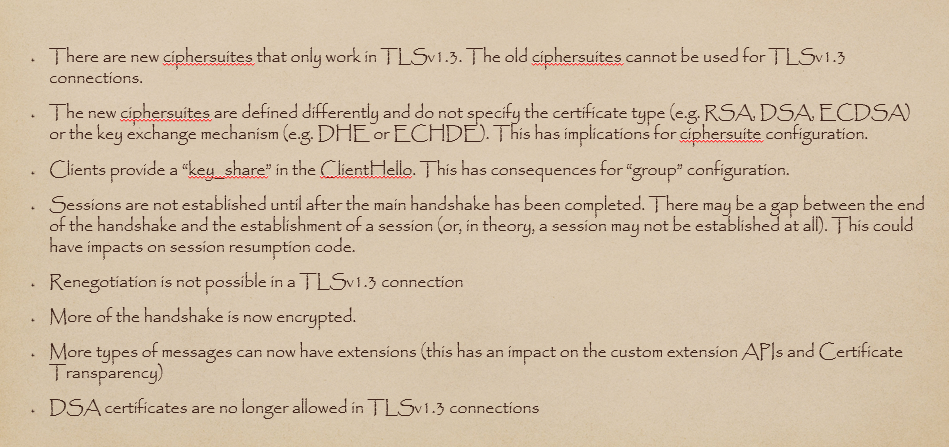 There are new ciphersuites that only work in TLSv1.3. The old ciphersuites cannot be used for TLSv1.3
connections.
The new ciphersuites are defined differently and do not specify the certificate type (e.g. RSA, DSA, ECDSA)
or the key exchange mechanism (e.g. DHE or ECHDE). This has implications for ciphersuite configuration.
Clients provide a “key_share” in the ClientHello. This has consequences for “group” configuration.
Sessions are not established until after the main handshake has been completed. There may be a gap between the end
of the handshake and the establishment of a session (or, in theory, a session may not be established at all). This could
have impacts on session resumption code.
Renegotiation is not possible in a TLSv1.3 connection
More of the handshake is now encrypted.
More types of messages can now have extensions (this has an impact on the custom extension APIs and Certificate
Transparency)
DSA certificates are no longer allowed in TLSv1.3 connections